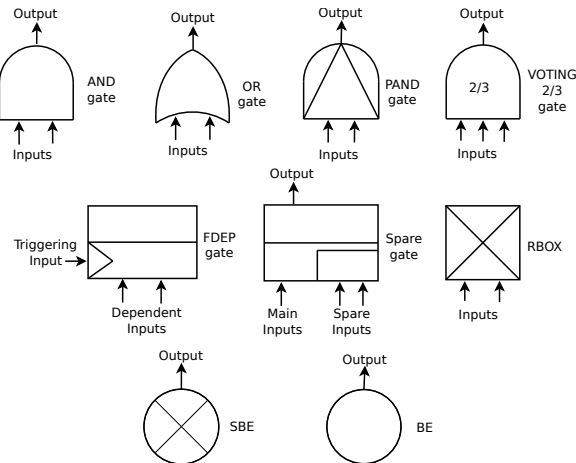 Output
AND
gate
Inputs
Output
OR
gate
Inputs
Output
PAND
gate
Inputs
Output
2/3
VOTING
2/3
gate
Inputs
Triggering
Input
FDEP
gate
Dependent
Inputs
Output
Spare
gate
Main
Inputs
Spare
Inputs
RBOX
Inputs
Output
SBE
Output
BE